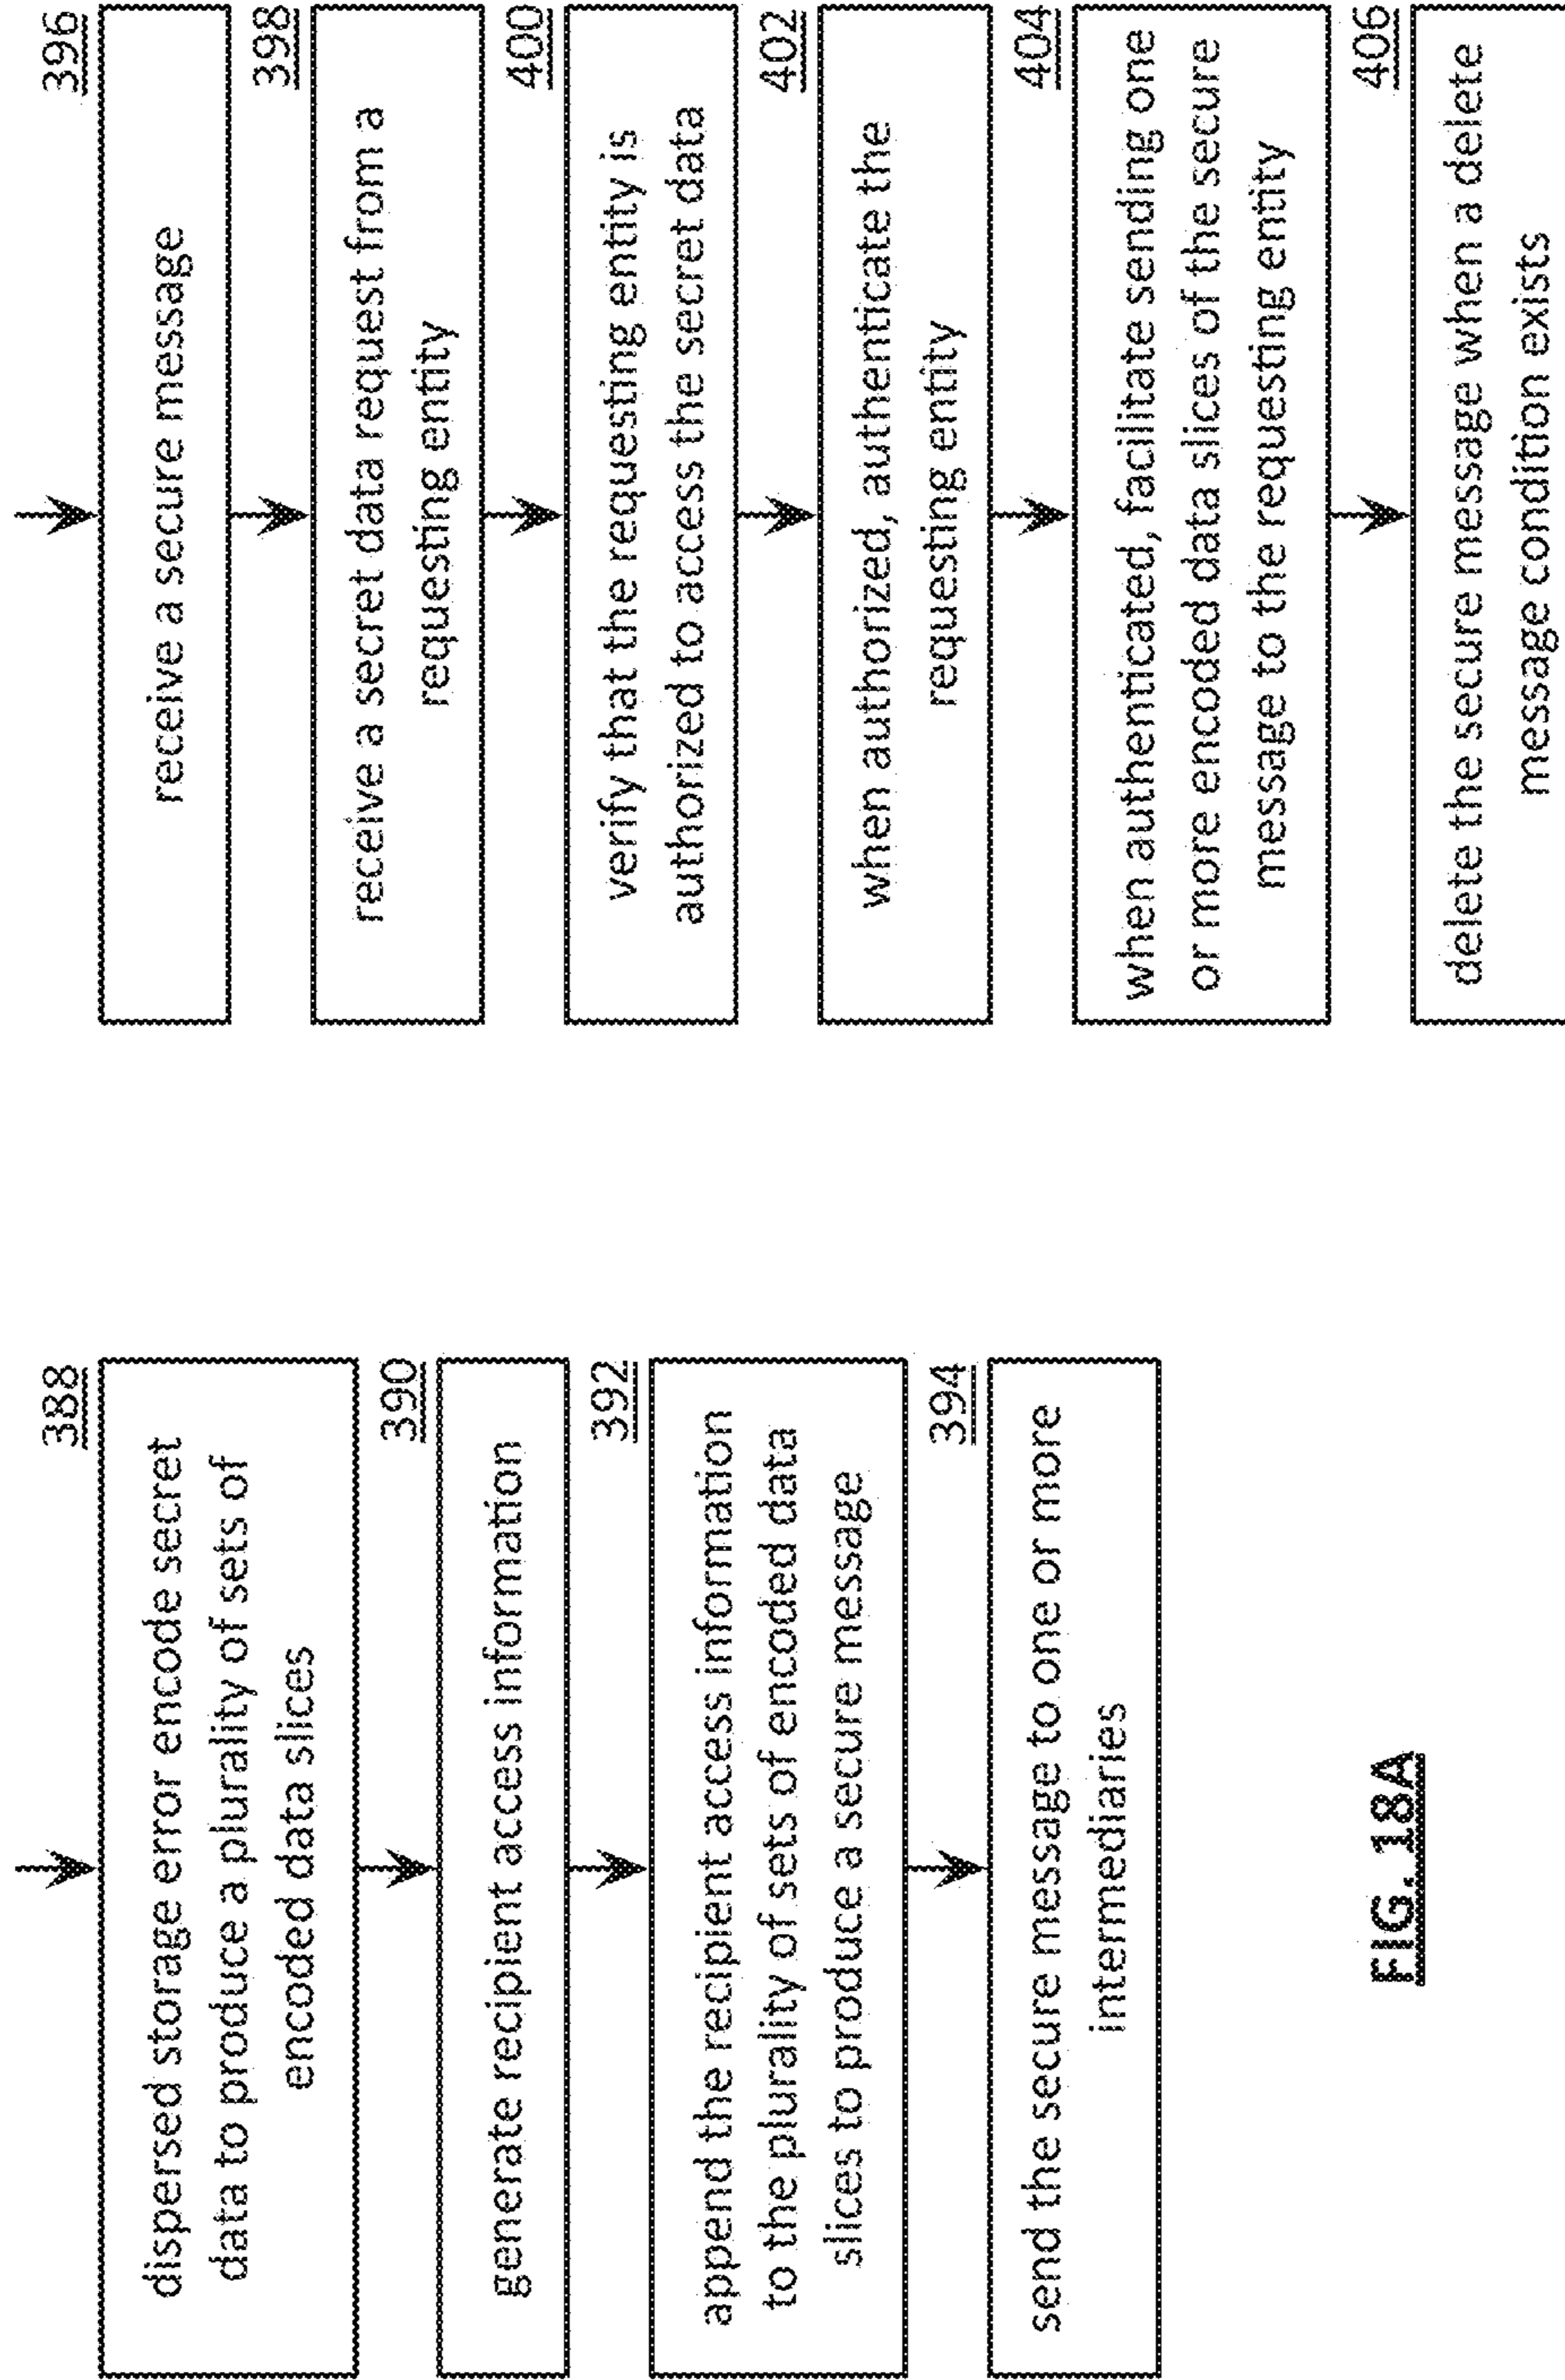 388
dispersed storage error encode secret
data to produce a plurality of sets of
encoded data slices
390
generate recipient access information
392
append the recipient access information
to the plurality of sets of encoded data
slices to produce a secure message
394
send the secure message to one or more
intermediaries
FIG. 18A
396
receive a secure message
398
receive a secret data request from a
requesting entity
400
verify that the requesting entity is
authorized to access the secret data
402
when authorized, authenticate the
requesting entity
404
when authenticated, facilitate sending one
or more encoded data slices of the secure
message to the requesting entity
406
delete the secure message when a delete
message condition exists